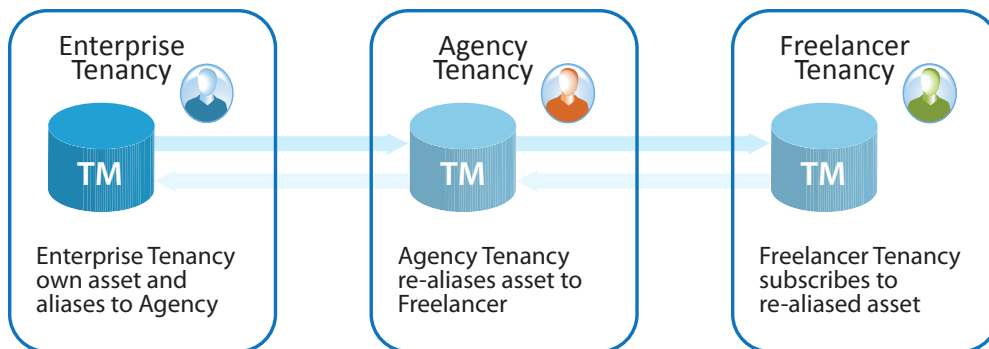 Enterprise
Tenancy
TM
Enterprise Tenancy
own asset and
aliases to Agency
Agency
Tenancy
TM
Agency Tenancy
re-aliases asset to
Freelancer
Freelancer
Tenancy
TM
Freelancer Tenancy
subscribes to
re-aliased asset